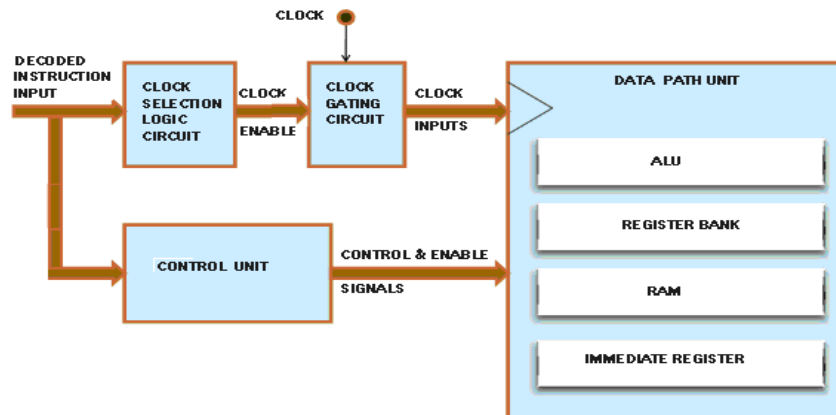 CLOCK
DECODED
INSTRUCTION
INPUT
CLOCK
SELECTION
LOGIC
CIRCUIT
CLOCK
ENABLE
CLOCK
GATING
CIRCUIT
CLOCK
INPUTS
DATA PATH UNIT
ALU
REGISTER BANK
RAM
IMMEDIATE REGISTER
CONTROL UNIT
CONTROL & ENABLE
SIGNALS